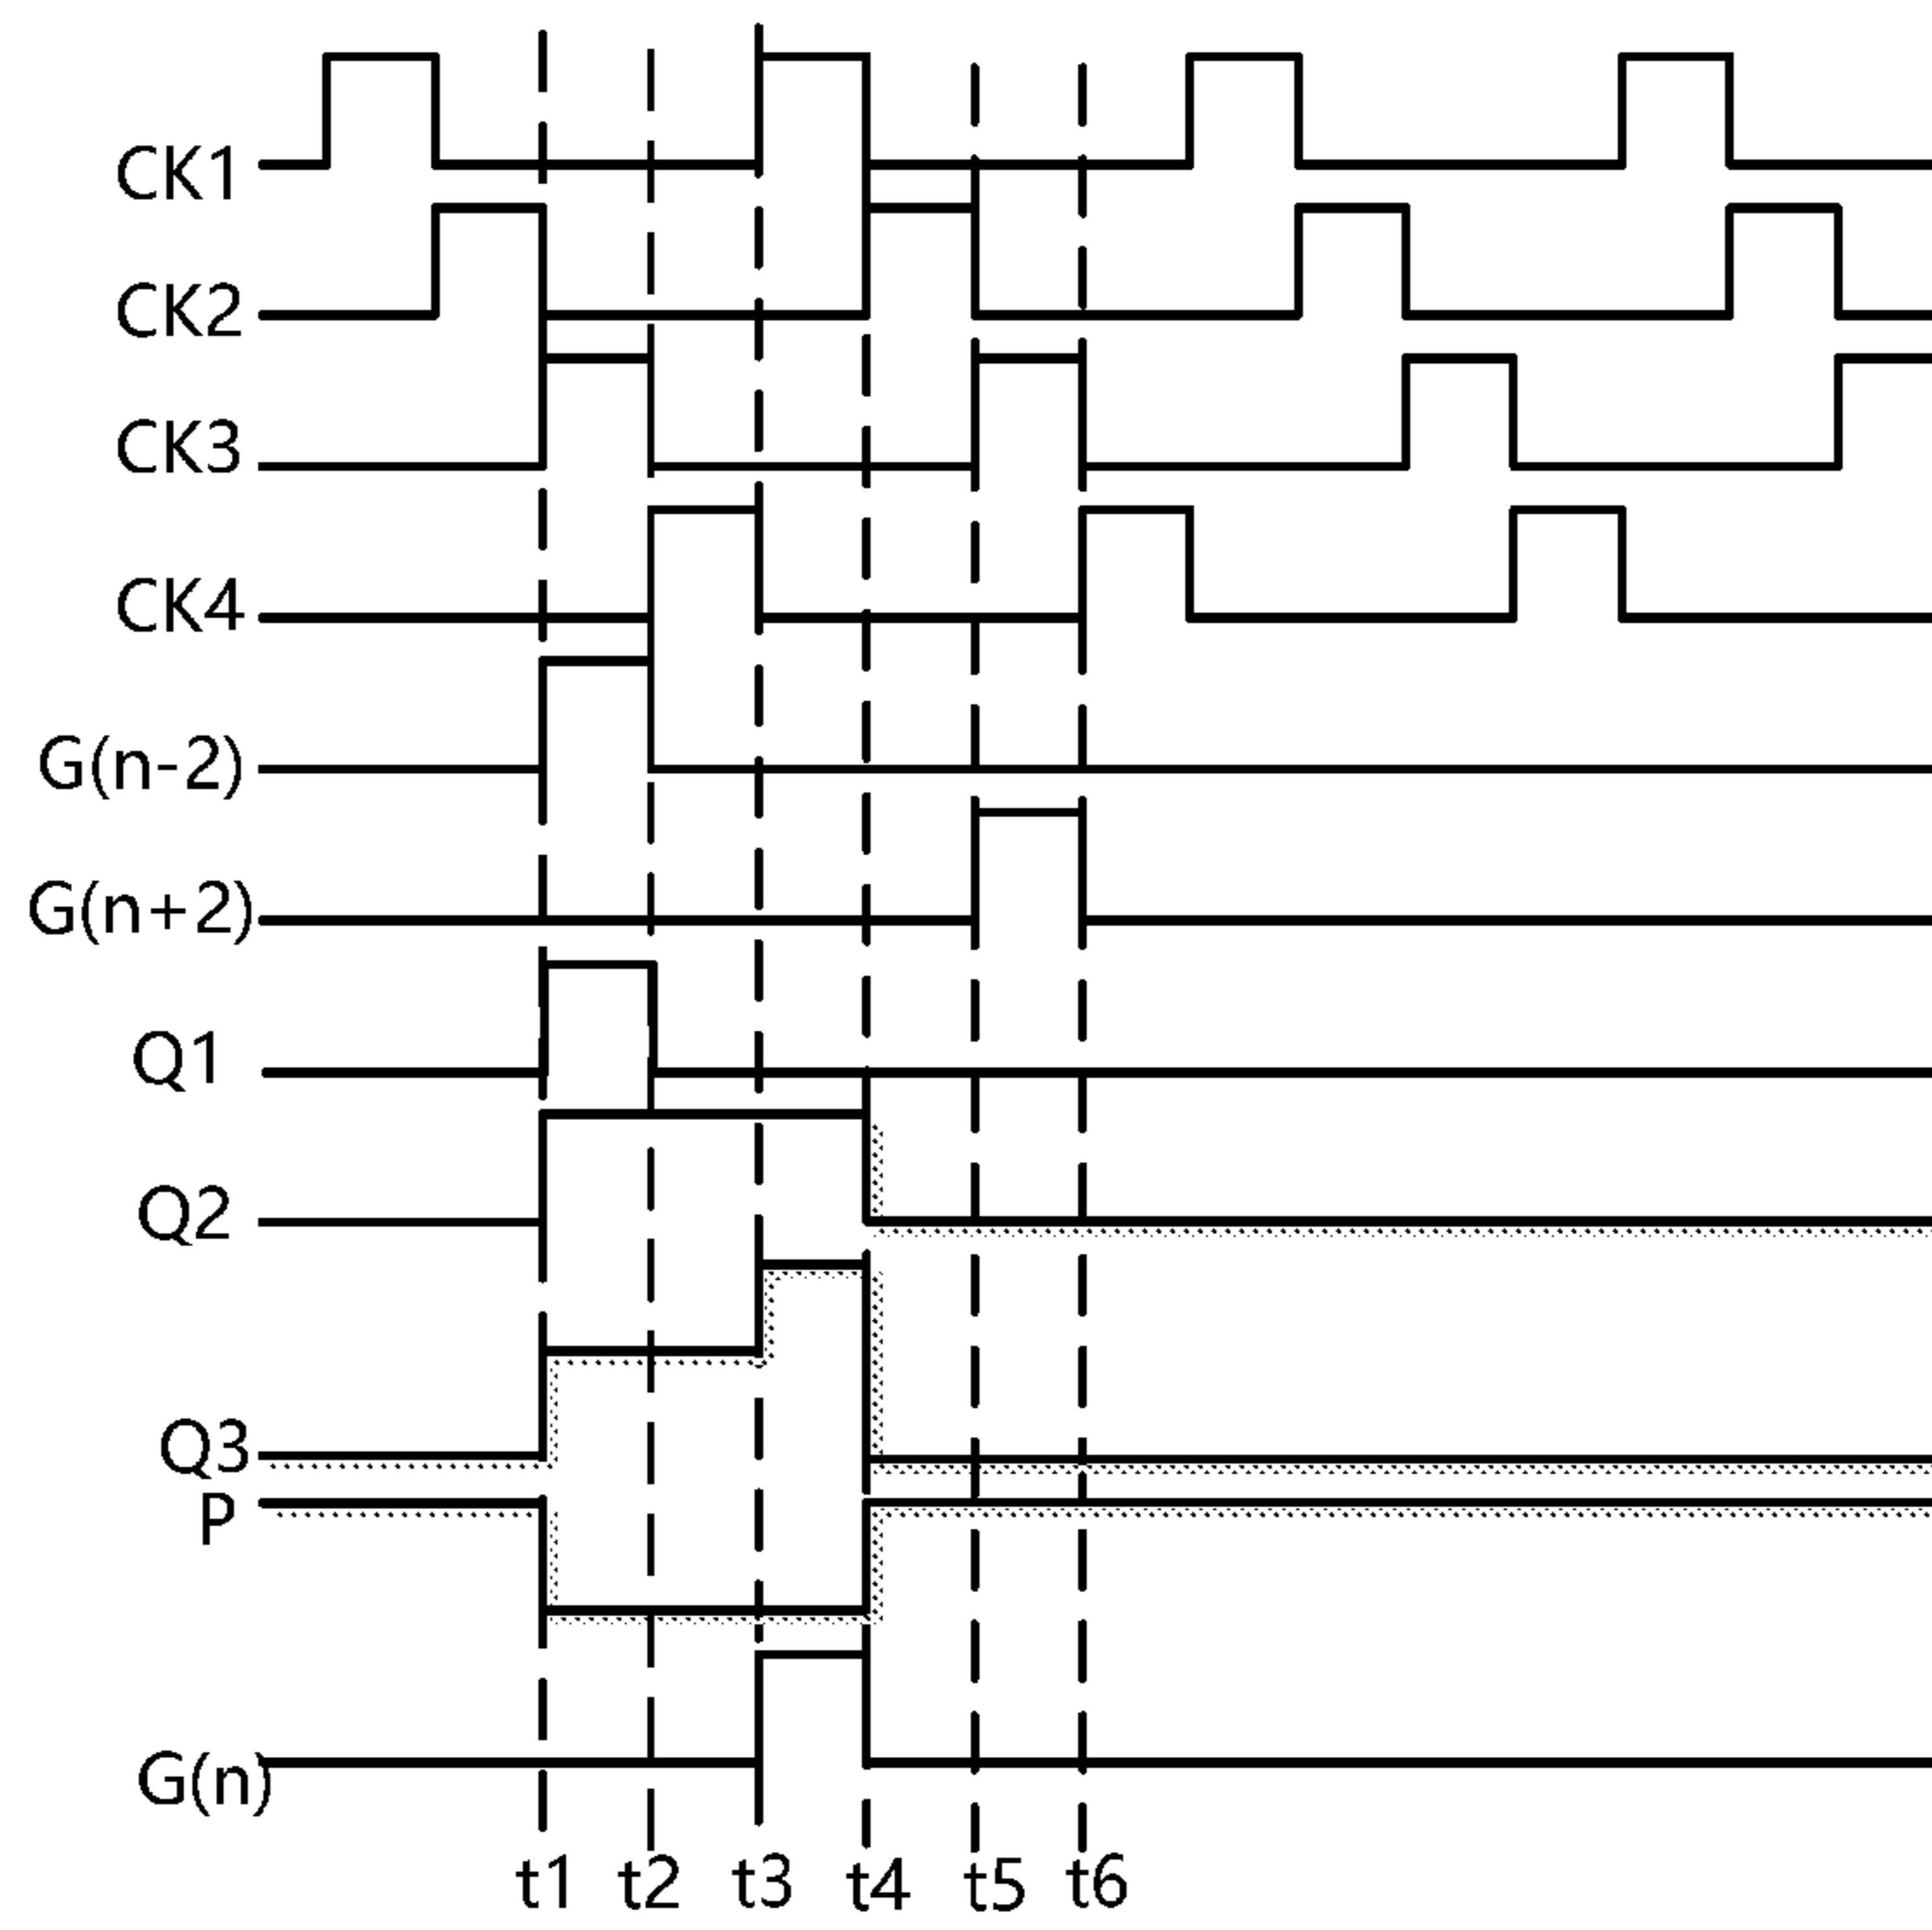 CK1
CK2
CK3
CK4
G(n-2)
G(n+2)
Q1
Q2
Q3
P
G(n)
t1 t2 t3 t4 t5 t6